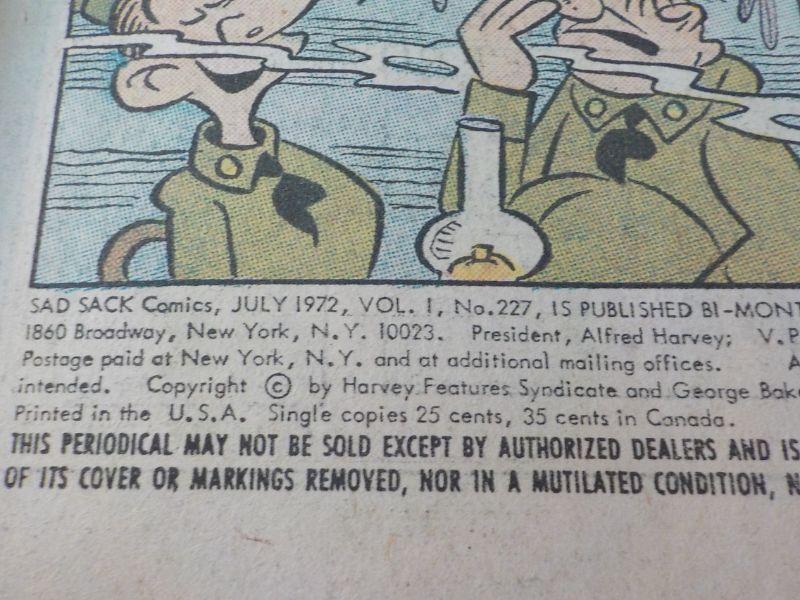 SAD SACK Comics, JULY 1972, VOL. 1, No. 227, IS PUBLISHED
1860 Broadway, New York, N.Y. 10023. President, Alfred Harvey;
Postage paid at New York, N.Y. and at additional mailing offices.
intended. Copyright © by Harvey Features Syndicate and George
Printed in the U.S.A. Single copies 25 cents, 35 cents in Canada.
THIS PERIODICAL MAY NOT BE SOLD EXCEPT BY AUTHORIZED DEALERS AND IS
OF ITS COVER OR MARKINGS REMOVED, NOR IN A MUTILATED CONDITION,